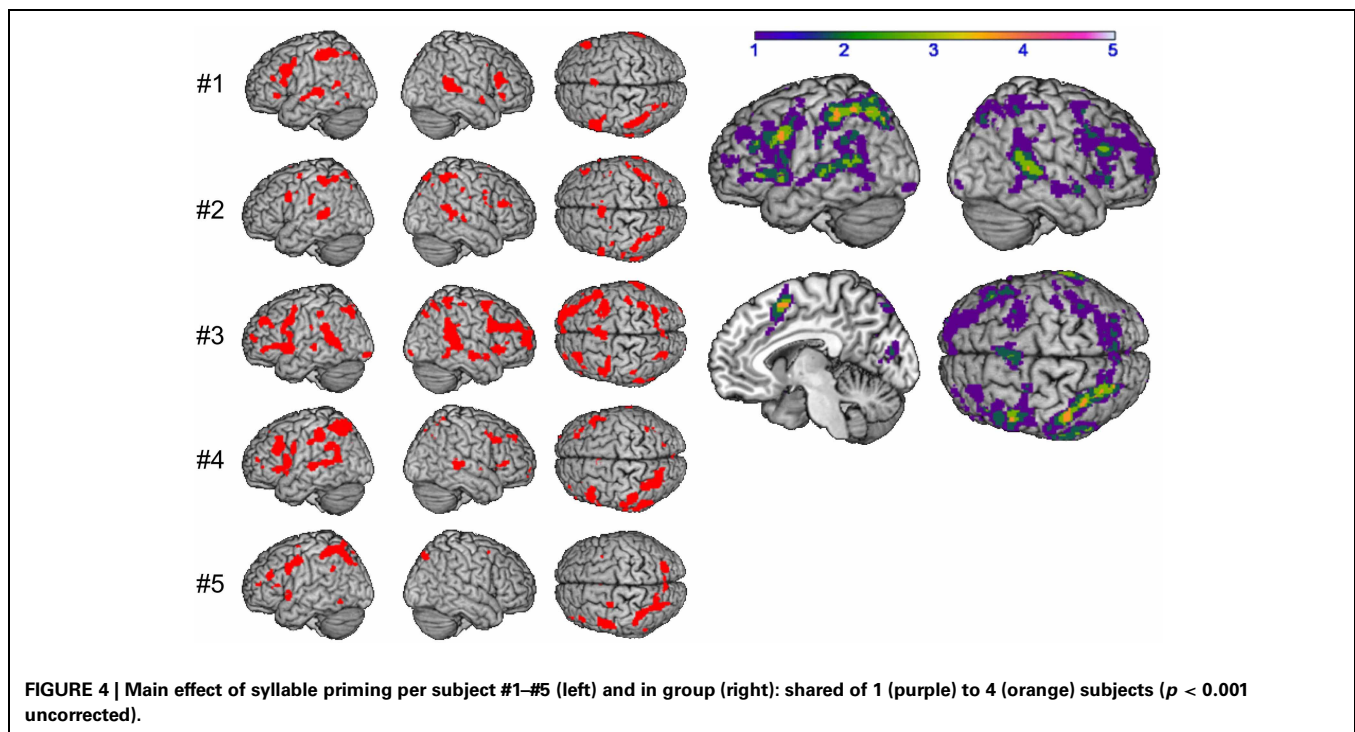 #1
#2
#3
#4
#5
1 2 3 4 5
FIGURE 4 | Main effect of syllable priming per subject #1–#5 (left) and in group (right): shared of 1 (purple) to 4 (orange) subjects (p < 0.001
uncorrected).